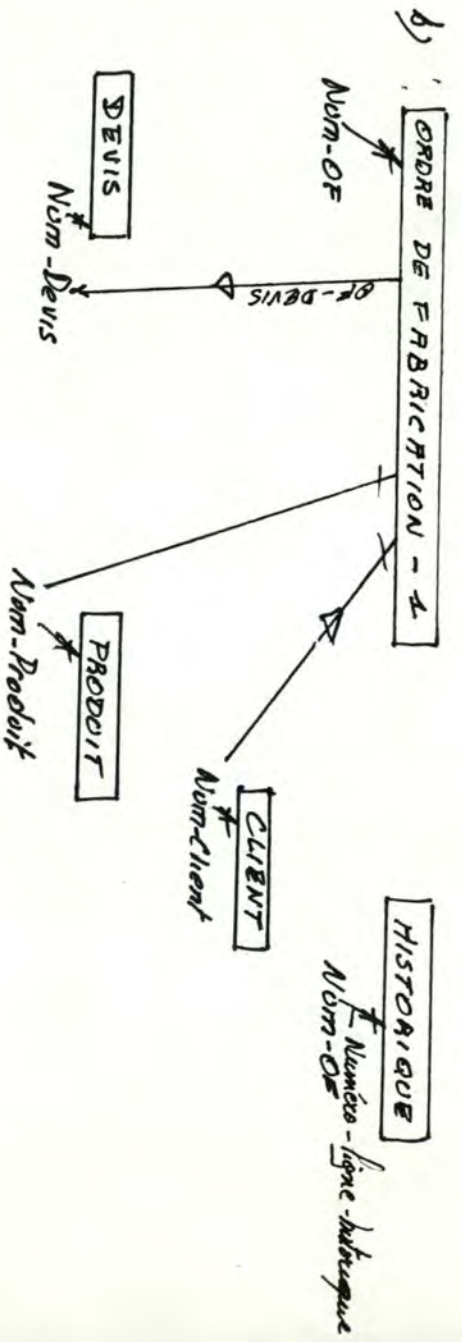 b)
ORDRE DE FABRICATION - 1
Num-OF
OF-DEVIS
DEVIS
Num-Devis
PRODUIT
Nom-Produit
CLIENT
Num-Client
HISTORIQUE
Numéro-ligne-historique
Num-OF